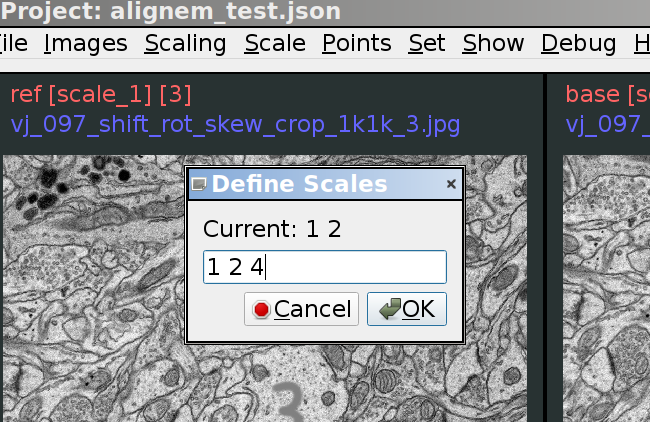 Project: alignem_test.json
ile Images Scaling Scale Points Set Show Debug H
ref [scale_1] [3]
vj_097_shift_rot_skew_crop_1k1k_3.jpg
base [s
vj_097_
Define Scales
Current: 1 2
1 2 4
Cancel OK
3